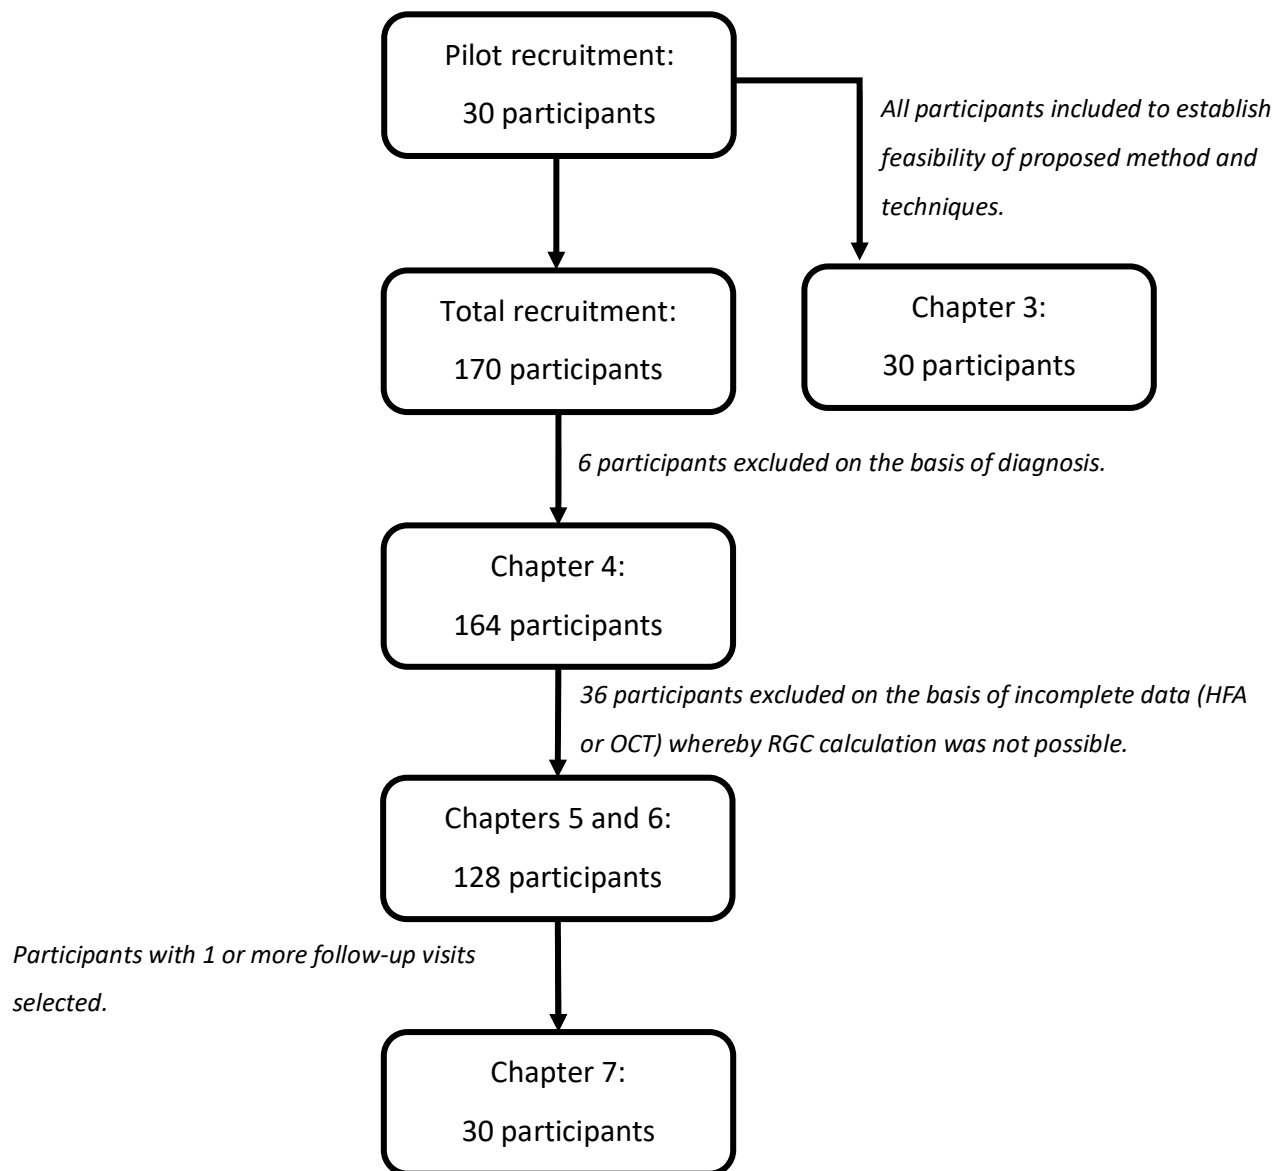 Pilot recruitment:
30 participants
All participants included to establish
feasibility of proposed method and
techniques.
Total recruitment:
170 participants
Chapter 3:
30 participants
6 participants excluded on the basis of diagnosis.
Chapter 4:
164 participants
36 participants excluded on the basis of incomplete data (HFA
or OCT) whereby RGC calculation was not possible.
Chapters 5 and 6:
128 participants
Participants with 1 or more follow-up visits
selected.
Chapter 7:
30 participants